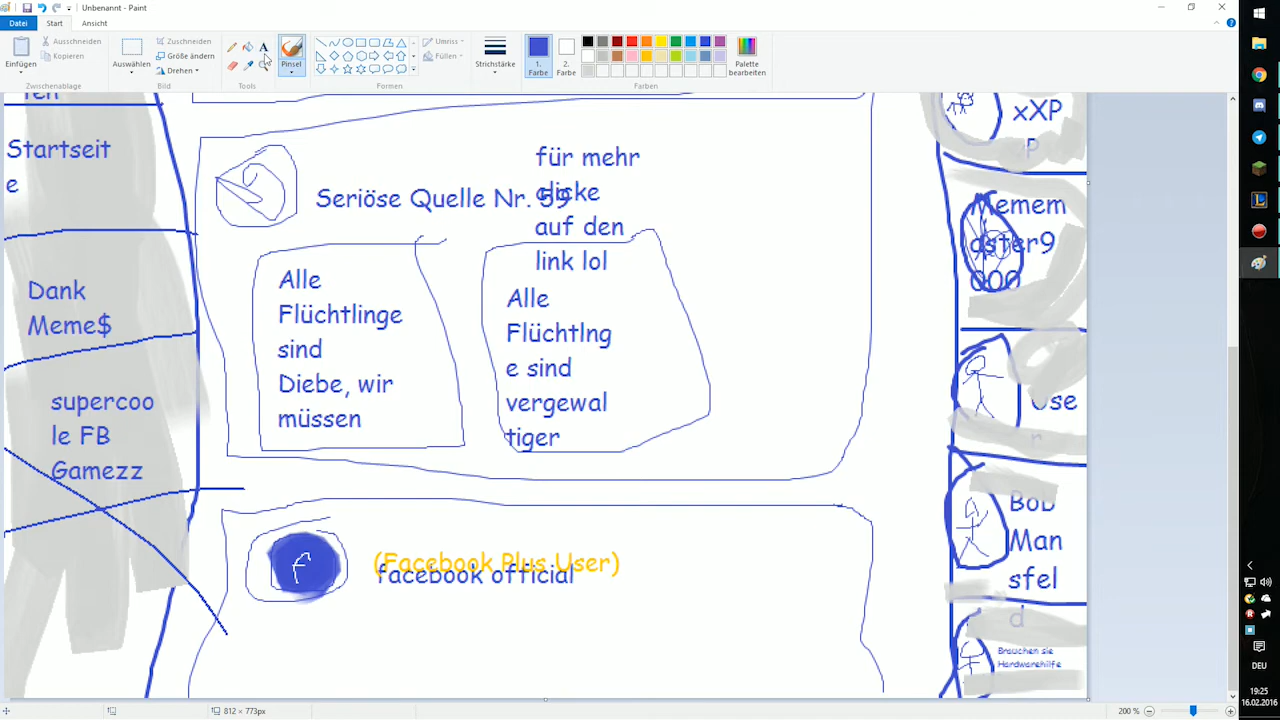 Unbenannt - Paint
Datei
Start
Ansicht
Einfügen
Ausschneiden
Kopieren
Zwischenablage
Auswählen
Zuschneiden
Größe ändern
Drehen
Bild
A
Tools
Pinsel
Umriss
Füllen
Formen
Strichstärke
1.
Farbe
2.
Farbe
Palette
bearbeiten
Farben
Startseit
e
Dank
Meme$
supercoo
le FB
Gamezz
Seriöse Quelle Nr. 59
für mehr
clicke
auf den
link lol
Alle
Flüchtlinge
sind
Diebe, wir
müssen
Alle
Flüchtlng
e sind
vergewal
tiger
f
(Facebook Plus User)
facebook official
xXP
P
Memem
aster9
000
Use
r
Bob
Man
sfel
d
Brauchen sie
Hardwarehilfe
812 × 773px
200 %
DEU
19:25
16.02.2016